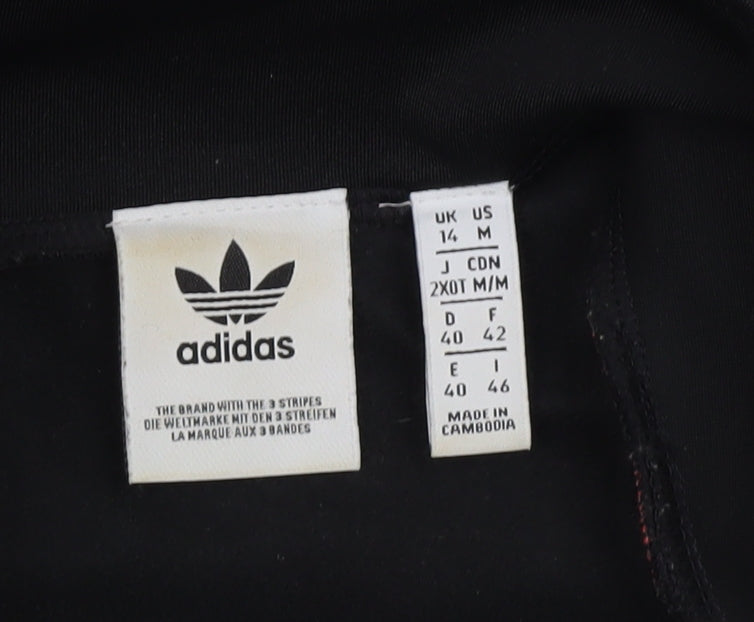 adidas
THE BRAND WITH THE 3 STRIPES
DIE WELTMARKE MIT DEN 3 STREIFEN
LA MARQUE AUX 3 BANDES
UK US
14 M
J CDN
2XOT M/M
D F
40 42
E I
40 46
MADE IN
CAMBODIA